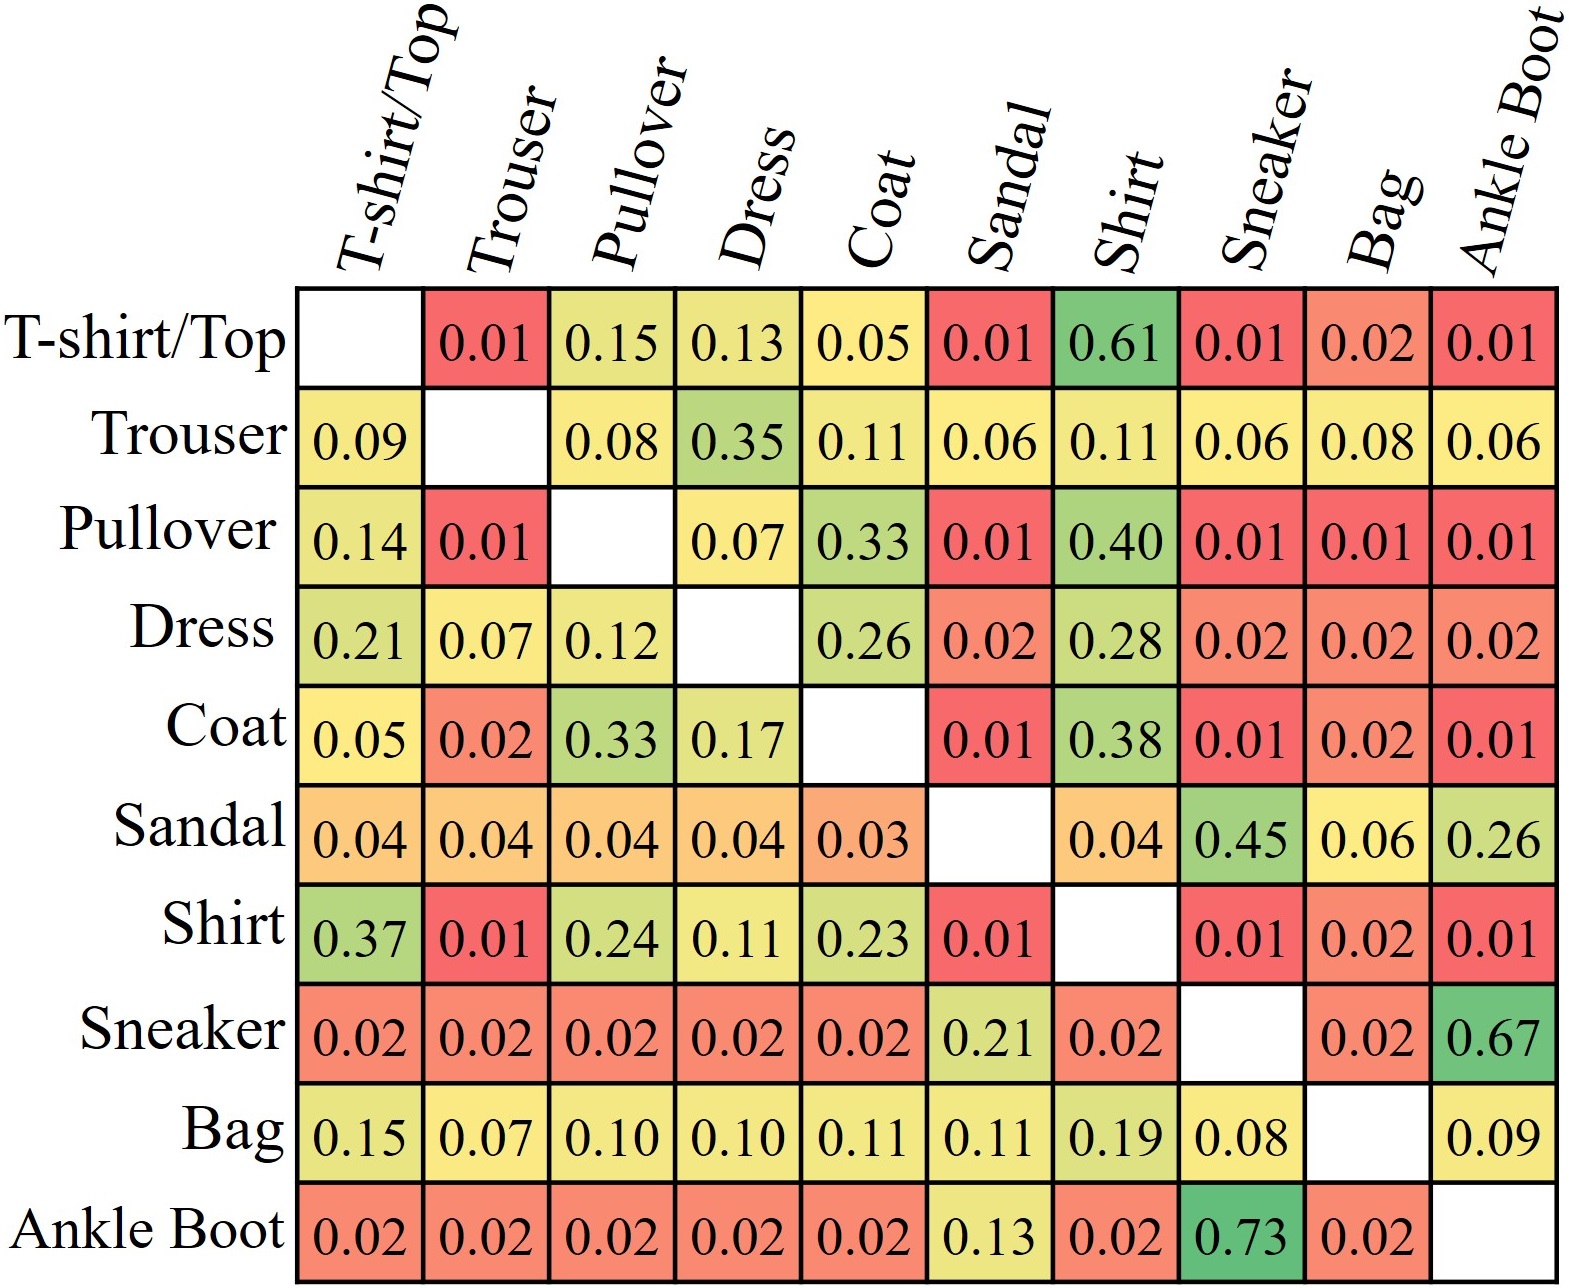 T-shirt/Top Trouser Pullover Dress Coat Sandal Shirt Sneaker Bag Ankle Boot
T-shirt/Top 0.01 0.15 0.13 0.05 0.01 0.61 0.01 0.02 0.01
Trouser 0.09 0.08 0.35 0.11 0.06 0.11 0.06 0.08 0.06
Pullover 0.14 0.01 0.07 0.33 0.01 0.40 0.01 0.01 0.01
Dress 0.21 0.07 0.12 0.26 0.02 0.28 0.02 0.02 0.02
Coat 0.05 0.02 0.33 0.17 0.01 0.38 0.01 0.02 0.01
Sandal 0.04 0.04 0.04 0.04 0.03 0.04 0.45 0.06 0.26
Shirt 0.37 0.01 0.24 0.11 0.23 0.01 0.01 0.02 0.01
Sneaker 0.02 0.02 0.02 0.02 0.02 0.21 0.02 0.02 0.67
Bag 0.15 0.07 0.10 0.10 0.11 0.11 0.19 0.08 0.09
Ankle Boot 0.02 0.02 0.02 0.02 0.02 0.13 0.02 0.73 0.02